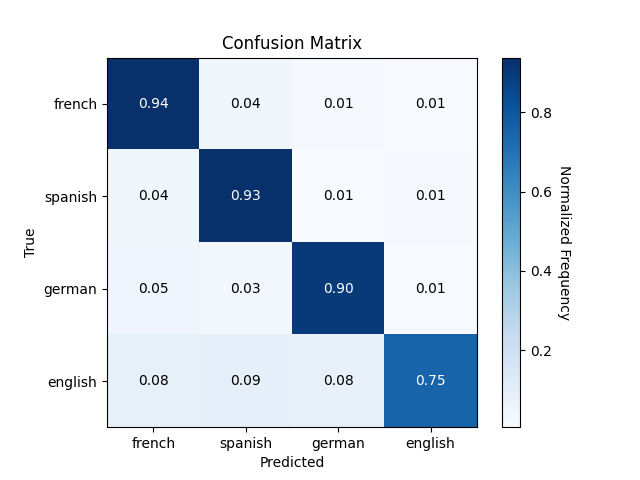 Confusion Matrix
french 0.94 0.04 0.01 0.01
spanish 0.04 0.93 0.01 0.01
german 0.05 0.03 0.90 0.01
english 0.08 0.09 0.08 0.75
french spanish german english
Predicted
True
0.8
0.6
0.4
0.2
Normalized Frequency